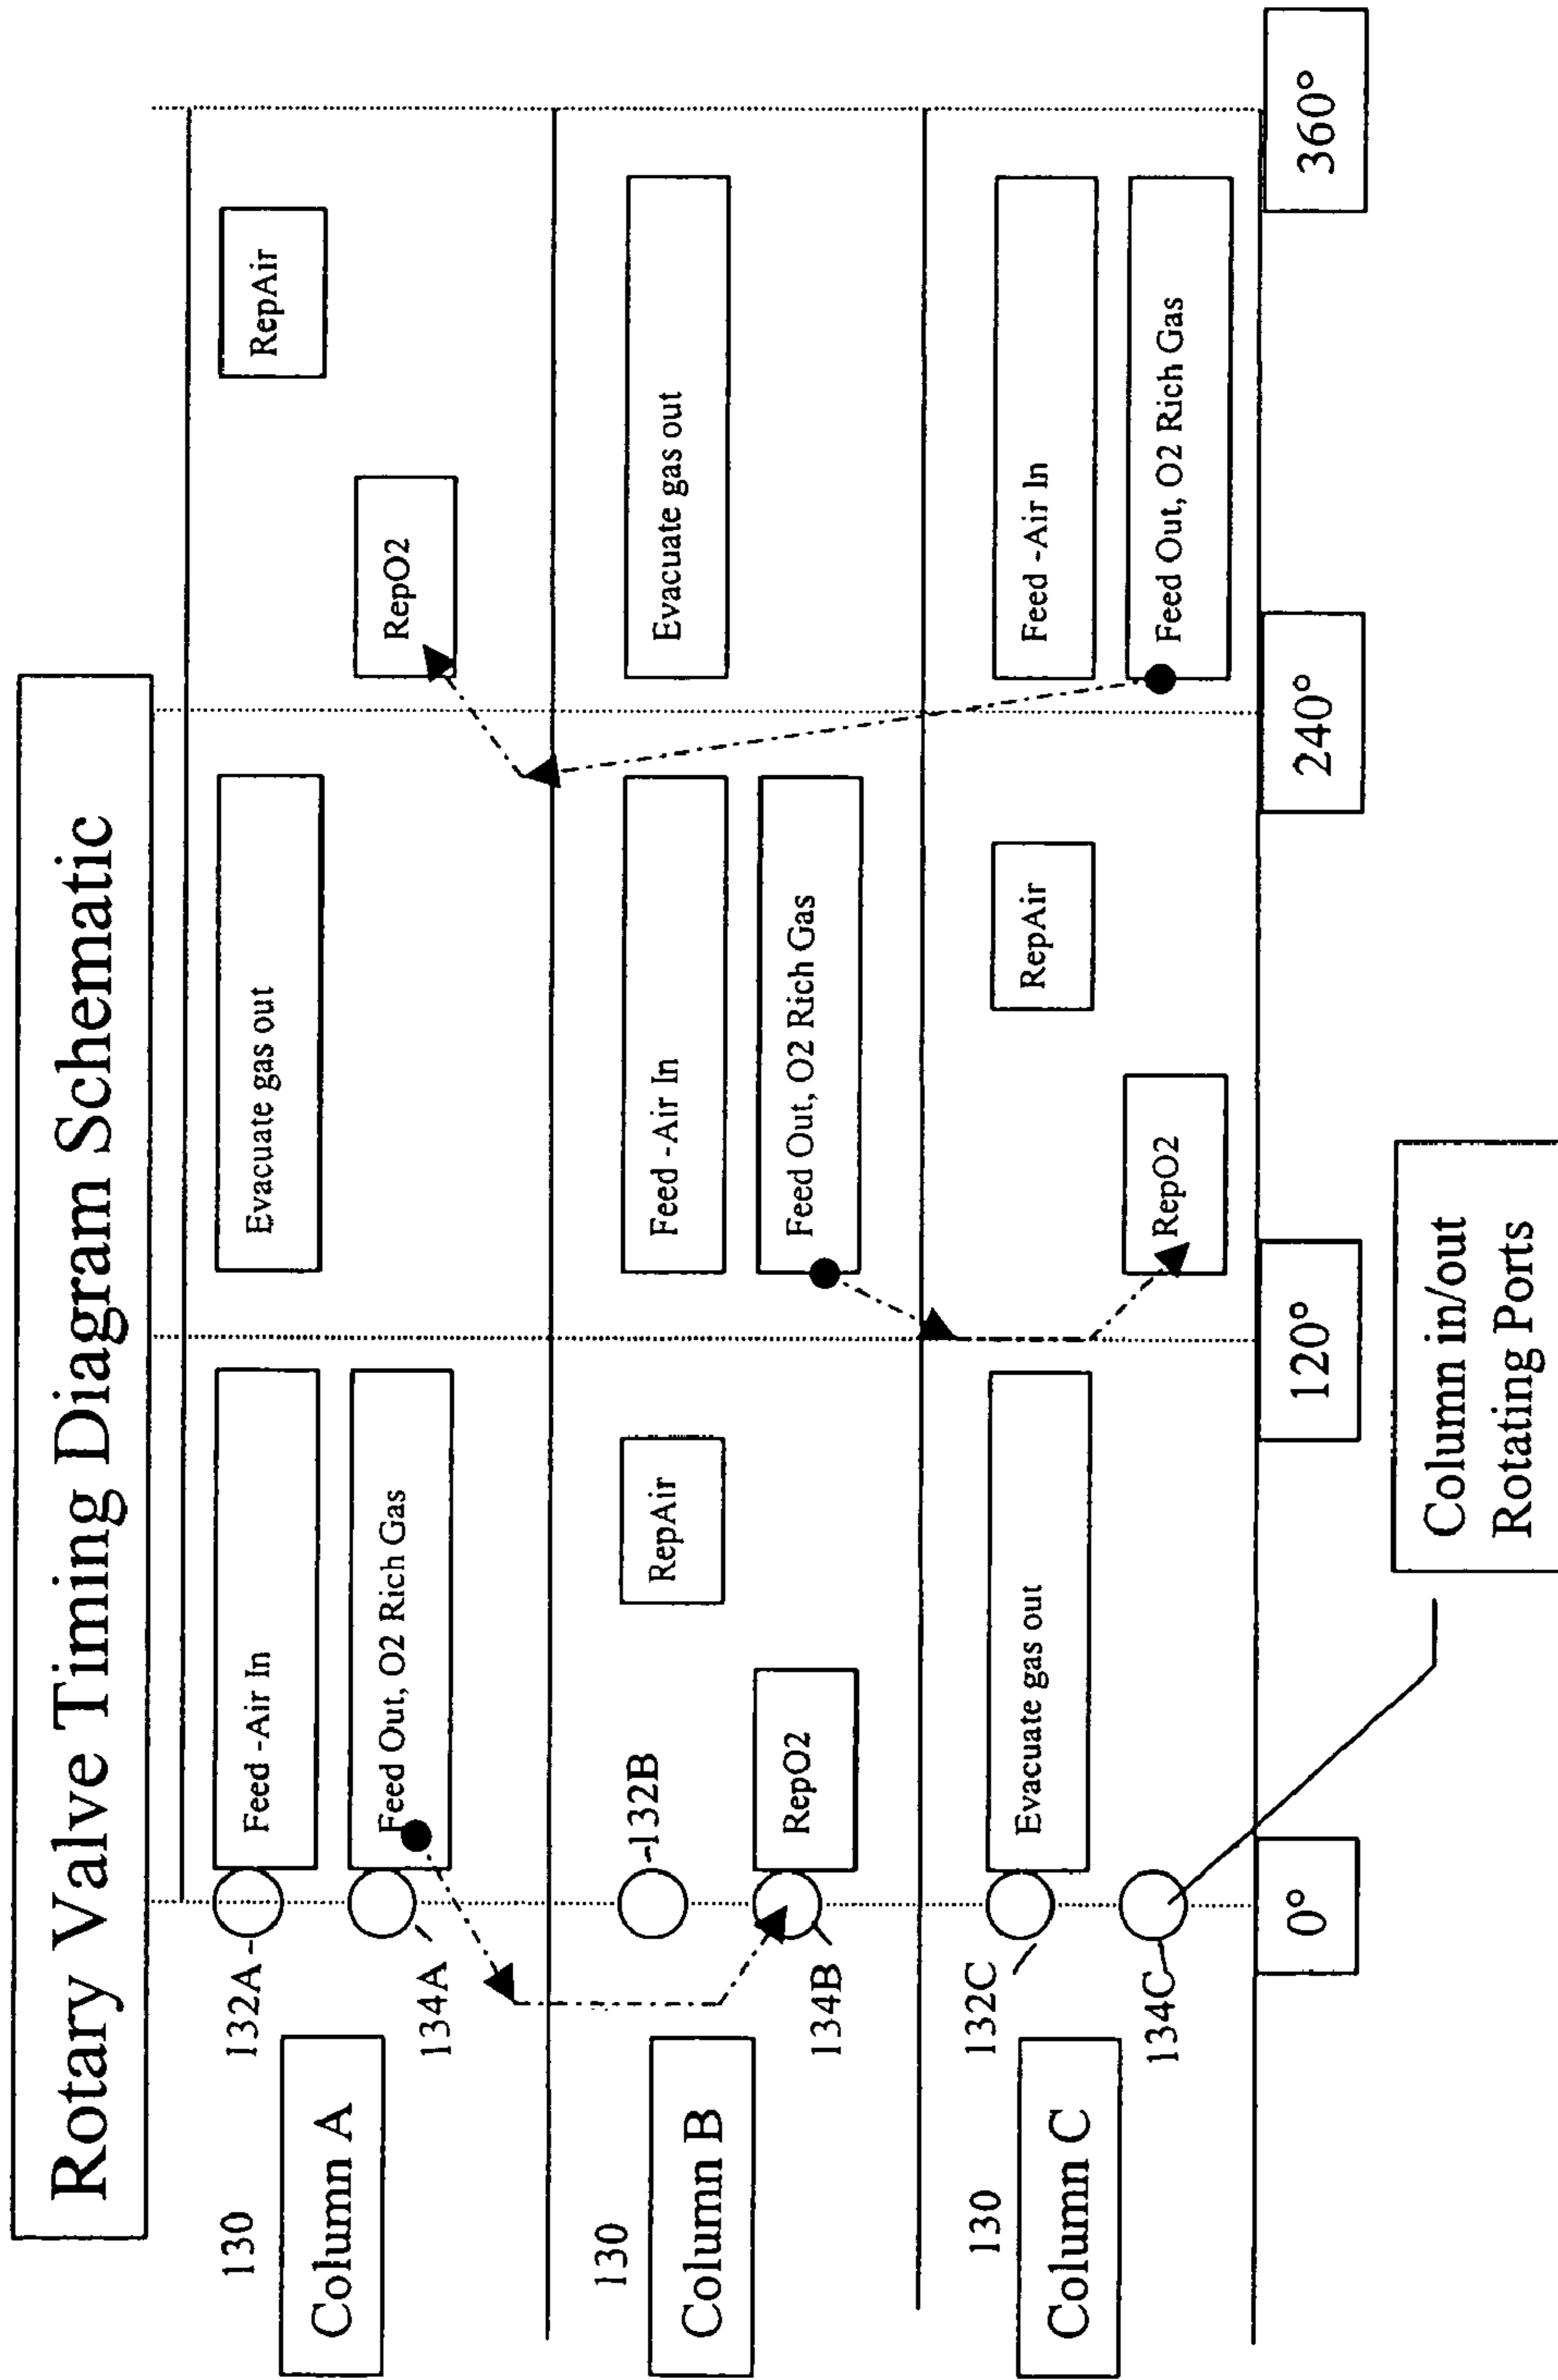 Rotary Valve Timing Diagram Schematic
130
Column A
132A
134A
Feed -Air In
Feed Out, O2 Rich Gas
Evacuate gas out
RepO2
RepAir
130
Column B
132B
134B
RepO2
RepAir
Feed -Air In
Feed Out, O2 Rich Gas
Evacuate gas out
130
Column C
132C
134C
Evacuate gas out
RepO2
RepAir
Feed -Air In
Feed Out, O2 Rich Gas
0°
120°
240°
360°
Column in/out
Rotating Ports